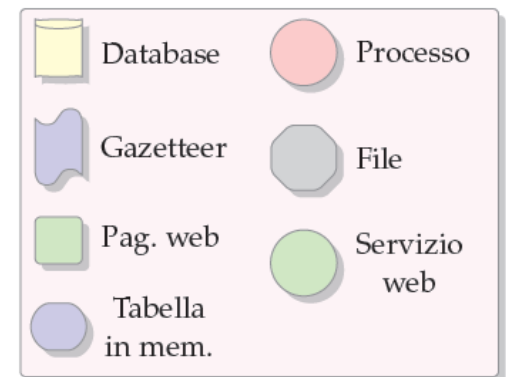 Database
Gazetteer
Pag. web
Tabella
in mem.
Processo
File
Servizio
web